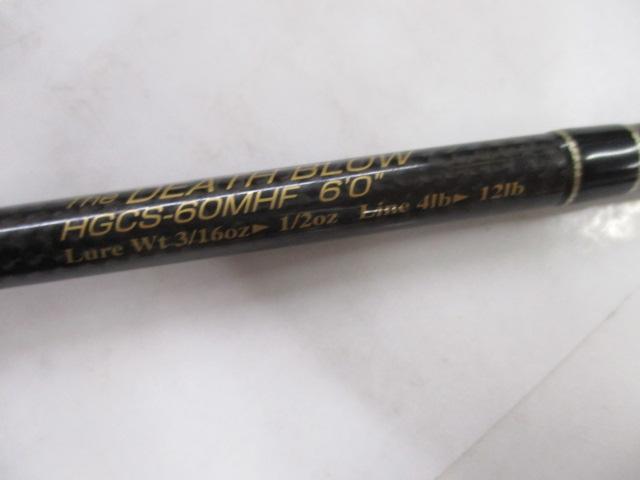 The DEATH BLOW
HGCS-60MHF 6'0"
Lure Wt 3/16oz► 1/2oz Line 4lb► 12lb